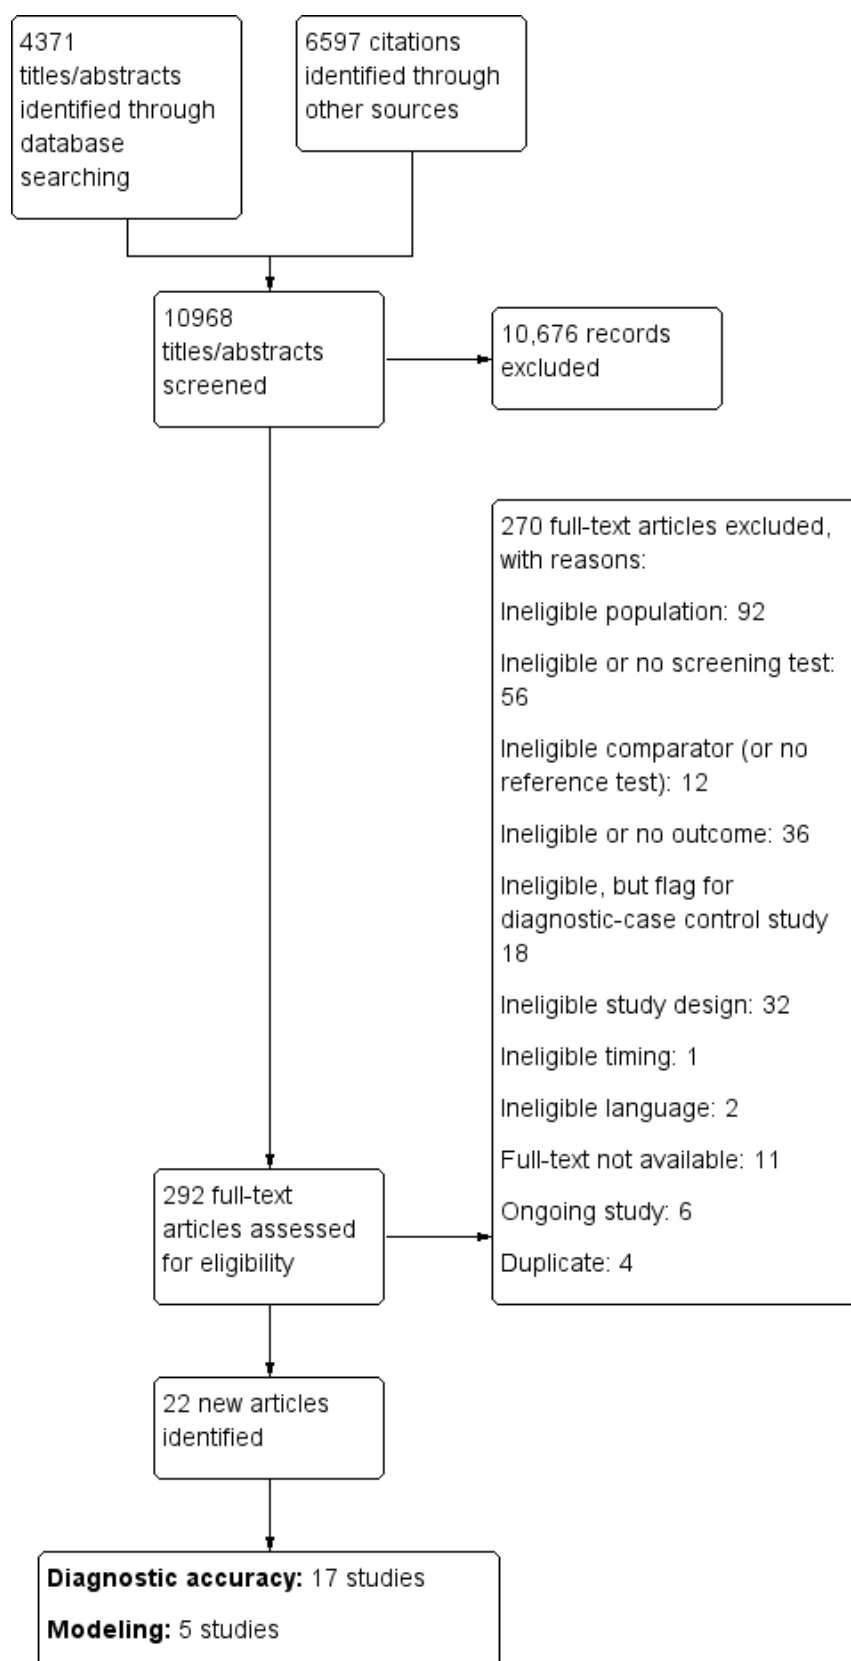 4371
titles/abstracts
identified through
database
searching
6597 citations
identified through
other sources
10968
titles/abstracts
screened
10,676 records
excluded
270 full-text articles excluded,
with reasons:
Ineligible population: 92
Ineligible or no screening test:
56
Ineligible comparator (or no
reference test): 12
Ineligible or no outcome: 36
Ineligible, but flag for
diagnostic-case control study
18
Ineligible study design: 32
Ineligible timing: 1
Ineligible language: 2
Full-text not available: 11
Ongoing study: 6
Duplicate: 4
292 full-text
articles assessed
for eligibility
22 new articles
identified
Diagnostic accuracy: 17 studies
Modeling: 5 studies